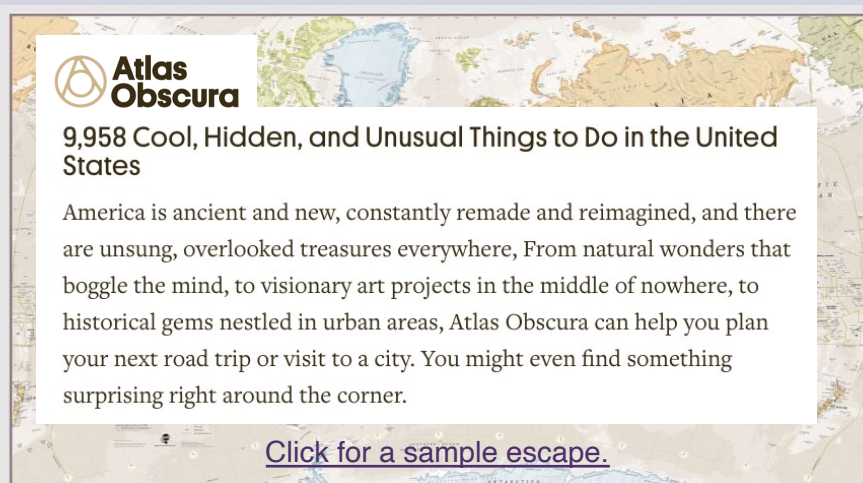 Atlas
Obscura
9,958 Cool, Hidden, and Unusual Things to Do in the United
States
America is ancient and new, constantly remade and reimagined, and there
are unsung, overlooked treasures everywhere, From natural wonders that
boggle the mind, to visionary art projects in the middle of nowhere, to
historical gems nestled in urban areas, Atlas Obscura can help you plan
your next road trip or visit to a city. You might even find something
surprising right around the corner.
Click for a sample escape.
ANTARCTICA